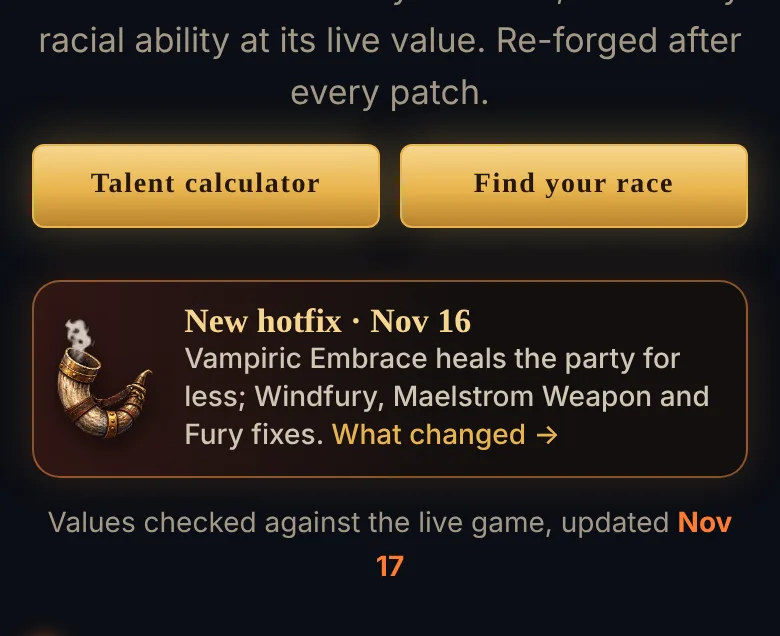 racial ability at its live value. Re-forged after
every patch.
Talent calculator
Find your race
New hotfix · Nov 16
Vampiric Embrace heals the party for
less; Windfury, Maelstrom Weapon and
Fury fixes. What changed →
Values checked against the live game, updated Nov
17